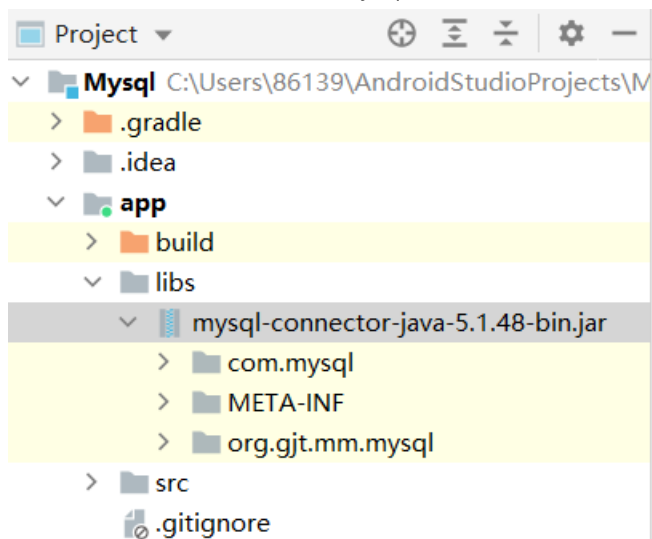 Project
Mysql C:\Users\86139\AndroidStudioProjects\M
.gradle
.idea
app
build
libs
mysql-connector-java-5.1.48-bin.jar
com.mysql
META-INF
org.gjt.mm.mysql
src
.gitignore